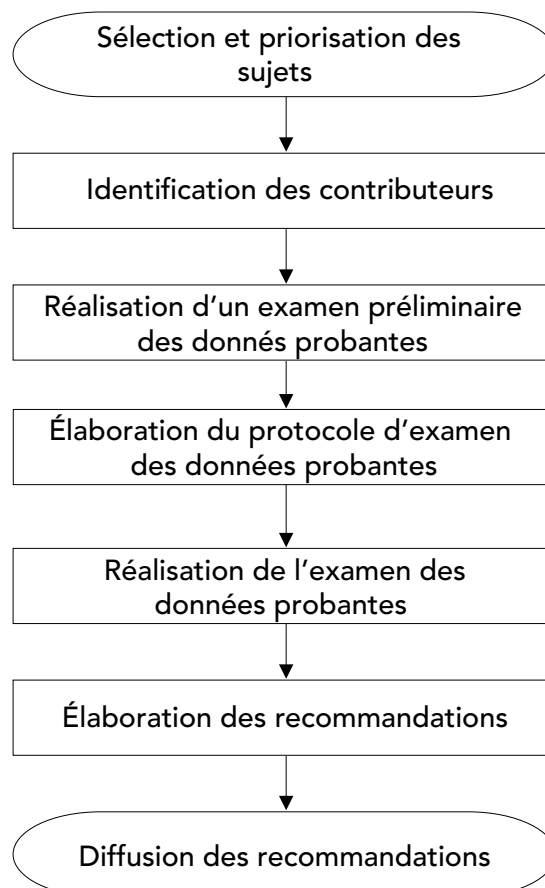 Sélection et priorisation des
sujets
Identification des contributeurs
Réalisation d’un examen préliminaire
des donnés probantes
Élaboration du protocole d’examen
des données probantes
Réalisation de l’examen des
données probantes
Élaboration des recommandations
Diffusion des recommandations